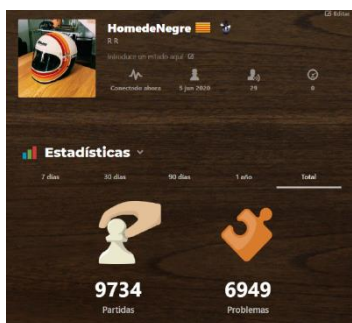 Editar
HomedeNegre
R R
Introduce un estado aquí
Conectado ahora
5 jun 2020
29
0
Estadísticas
7 días
30 días
90 días
1 año
Total
9734
6949
Partidas
Problemas